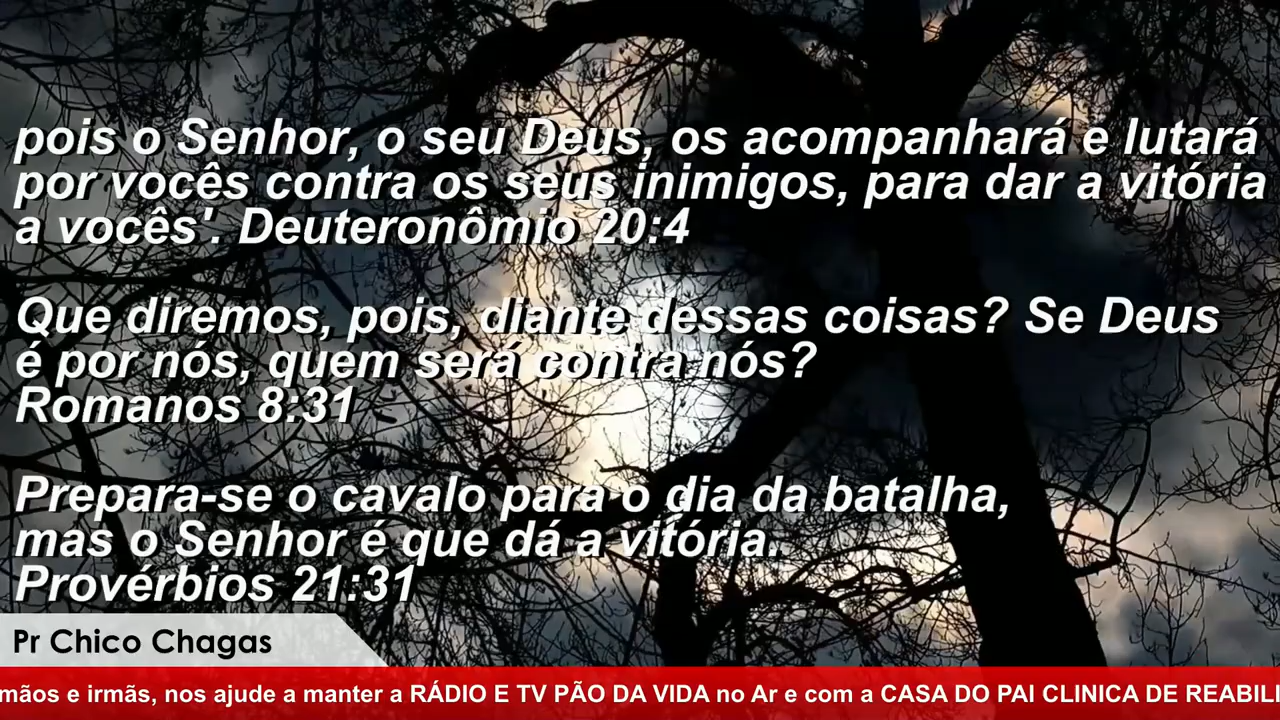 pois o Senhor, o seu Deus, os acompanhará e lutará
por vocês contra os seus inimigos, para dar a vitória
a vocês'. Deuteronômio 20:4
Que diremos, pois, diante dessas coisas? Se Deus
é por nós, quem será contra nós?
Romanos 8:31
Prepara-se o cavalo para o dia da batalha,
mas o Senhor é que dá a vitória.
Provérbios 21:31
Pr Chico Chagas
mãos e irmãs, nos ajude a manter a RÁDIO E TV PÃO DA VIDA no Ar e com a CASA DO PAI CLINICA DE REABILI